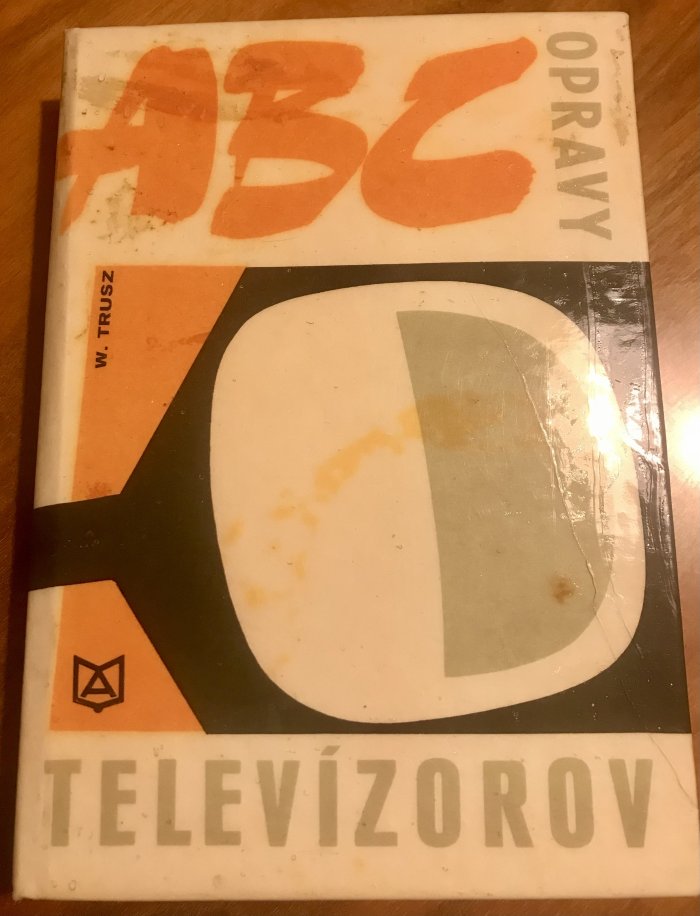 ABC
OPRAVY
W. TRUSZ
A
TELEVÍZOROV